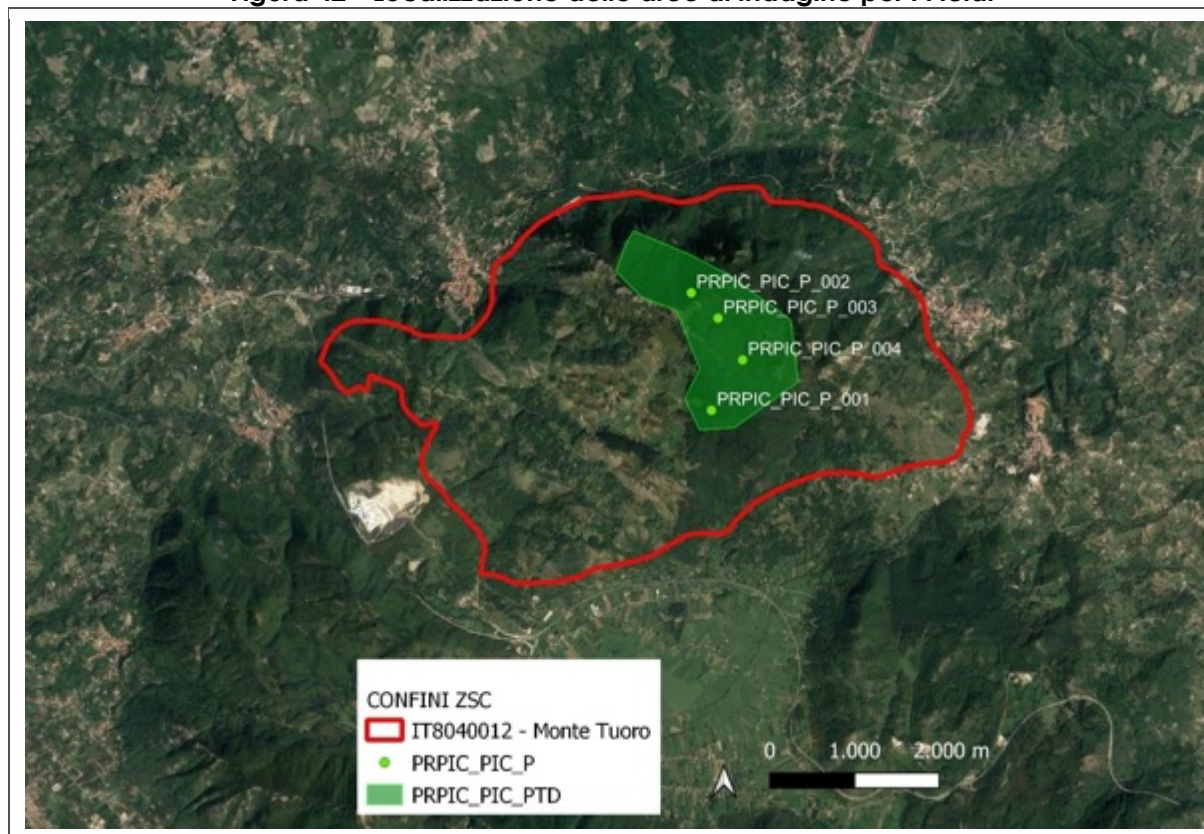 PRPIC_PIC_P_002
PRPIC_PIC_P_003
PRPIC_PIC_P_004
PRPIC_PIC_P_001
CONFINI ZSC
IT8040012 - Monte Tuoro
PRPIC_PIC_P
PRPIC_PIC_PTD
0 1.000 2.000 m